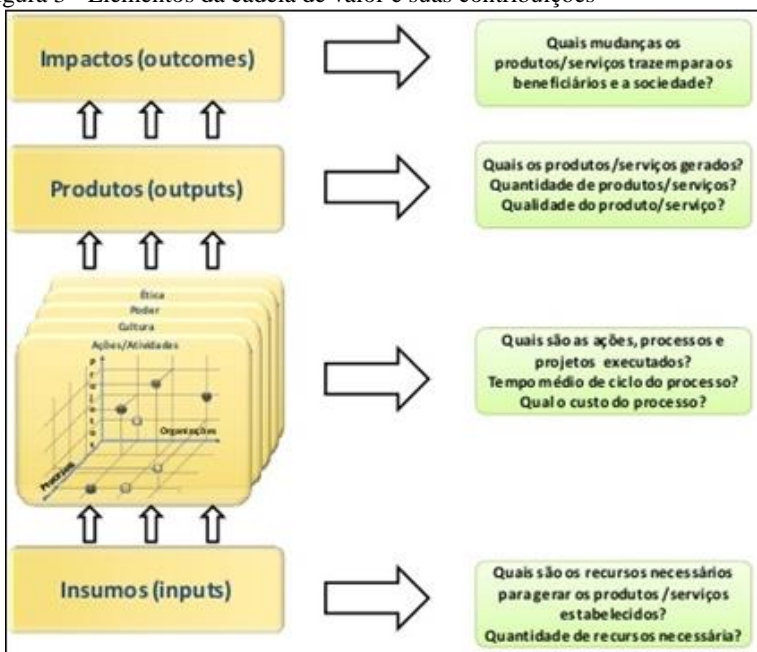 Figura 3 - Elementos da cadeia de valor e suas contribuições
Impactos (outcomes)
Quais mudanças os
produtos/serviços trazem para os
beneficiários e a sociedade?
Produtos (outputs)
Quais os produtos/serviços gerados?
Quantidade de produtos/serviços?
Qualidade do produto/serviço?
Ética
Poder
Cultura
Ações/Atividades
Projetos
Organizações
Processos
Quais são as ações, processos e
projetos executados?
Tempo médio de ciclo do processo?
Qual o custo do processo?
Insumos (inputs)
Quais são os recursos necessários
para gerar os produtos /serviços
estabelecidos?
Quantidade de recursos necessária?